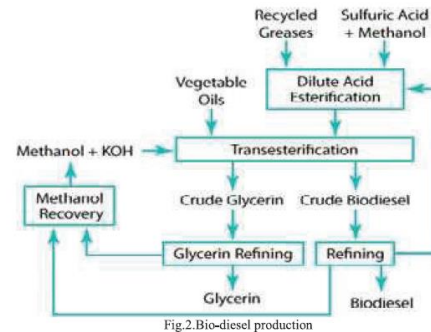 Recycled
Greases
Sulfuric Acid
+ Methanol
Vegetable
Oils
Dilute Acid
Esterification
Methanol + KOH
Transesterification
Methanol
Recovery
Crude Glycerin
Crude Biodiesel
Glycerin Refining
Refining
Glycerin
Biodiesel
Fig.2.Bio-diesel production